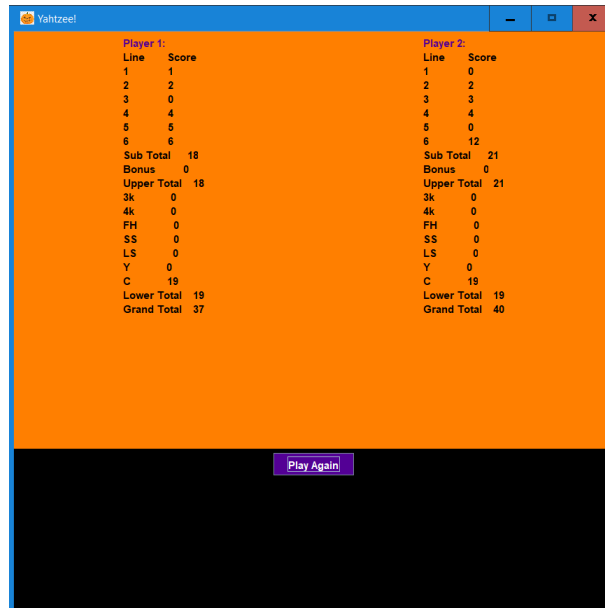 Yahtzee!
Player 1:
Line Score
1 1
2 2
3 0
4 4
5 5
6 6
Sub Total 18
Bonus 0
Upper Total 18
3k 0
4k 0
FH 0
SS 0
LS 0
Y 0
C 19
Lower Total 19
Grand Total 37
Player 2:
Line Score
1 0
2 2
3 3
4 4
5 0
6 12
Sub Total 21
Bonus 0
Upper Total 21
3k 0
4k 0
FH 0
SS 0
LS 0
Y 0
C 19
Lower Total 19
Grand Total 40
Play Again